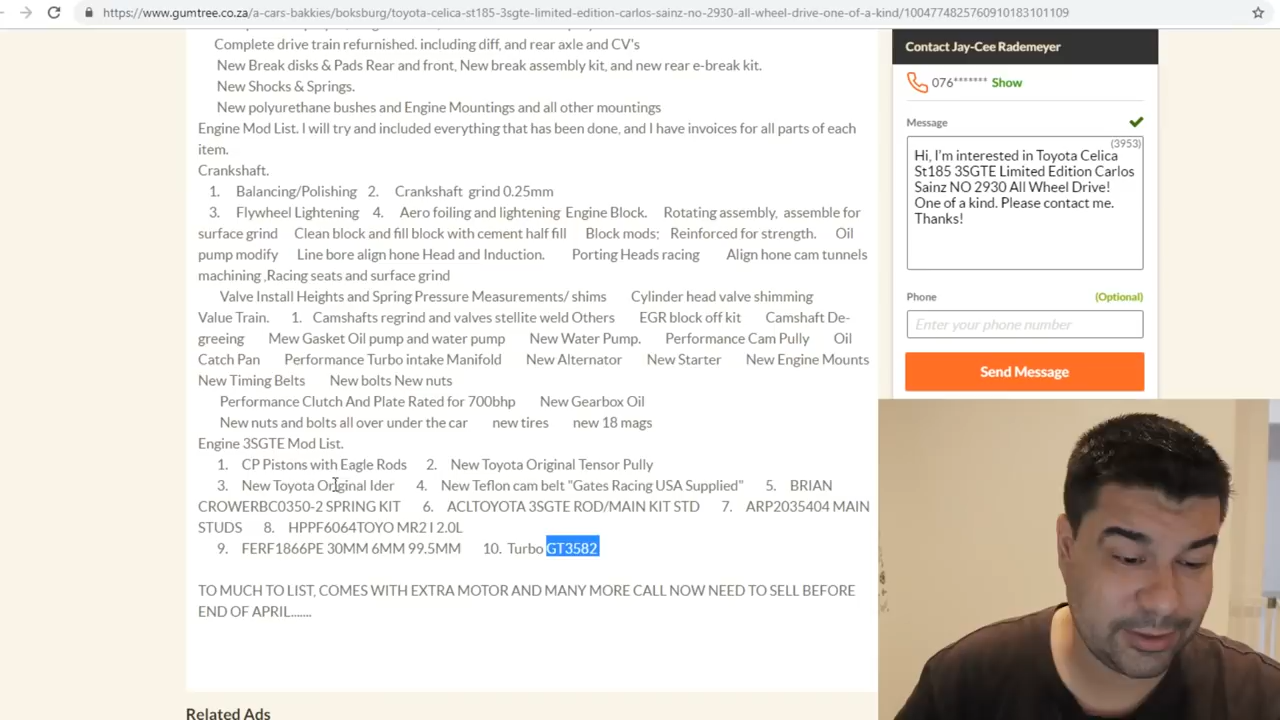 https://www.gumtree.co.za/a-cars-bakkies/boksburg/toyota-celica-st185-3sgte-limited-edition-carlos-sainz-no-2930-all-wheel-drive-one-of-a-kind/1004774825760910183101109
Complete drive train refurnished. including diff, and rear axle and CV's
New Break disks & Pads Rear and front, New break assembly kit, and new rear e-break kit.
New Shocks & Springs.
New polyurethane bushes and Engine Mountings and all other mountings
Engine Mod List. I will try and included everything that has been done, and I have invoices for all parts of each
item.
Crankshaft.
1. Balancing/Polishing 2. Crankshaft grind 0.25mm
3. Flywheel Lightening 4. Aero foiling and lightening Engine Block. Rotating assembly, assemble for
surface grind Clean block and fill block with cement half fill Block mods; Reinforced for strength. Oil
pump modify Line bore align hone Head and Induction. Porting Heads racing Align hone cam tunnels
machining ,Racing seats and surface grind
Valve Install Heights and Spring Pressure Measurements/ shims Cylinder head valve shimming
Value Train. 1. Camshafts regrind and valves stellite weld Others EGR block off kit Camshaft De-
greeing Mew Gasket Oil pump and water pump New Water Pump. Performance Cam Pully Oil
Catch Pan Performance Turbo intake Manifold New Alternator New Starter New Engine Mounts
New Timing Belts New bolts New nuts
Performance Clutch And Plate Rated for 700bhp New Gearbox Oil
New nuts and bolts all over under the car new tires new 18 mags
Engine 3SGTE Mod List.
1. CP Pistons with Eagle Rods 2. New Toyota Original Tensor Pully
3. New Toyota Original Ider 4. New Teflon cam belt "Gates Racing USA Supplied" 5. BRIAN
CROWERBC0350-2 SPRING KIT 6. ACLTOYOTA 3SGTE ROD/MAIN KIT STD 7. ARP2035404 MAIN
STUDS 8. HPPF6064TOYO MR2 I 2.0L
9. FERF1866PE 30MM 6MM 99.5MM 10. Turbo GT3582
TO MUCH TO LIST, COMES WITH EXTRA MOTOR AND MANY MORE CALL NOW NEED TO SELL BEFORE
END OF APRIL.......
Related Ads
Contact Jay-Cee Rademeyer
076******* Show
Message
(3953)
Hi, I'm interested in Toyota Celica
St185 3SGTE Limited Edition Carlos
Sainz NO 2930 All Wheel Drive!
One of a kind. Please contact me.
Thanks!
Phone (Optional)
Enter your phone number
Send Message